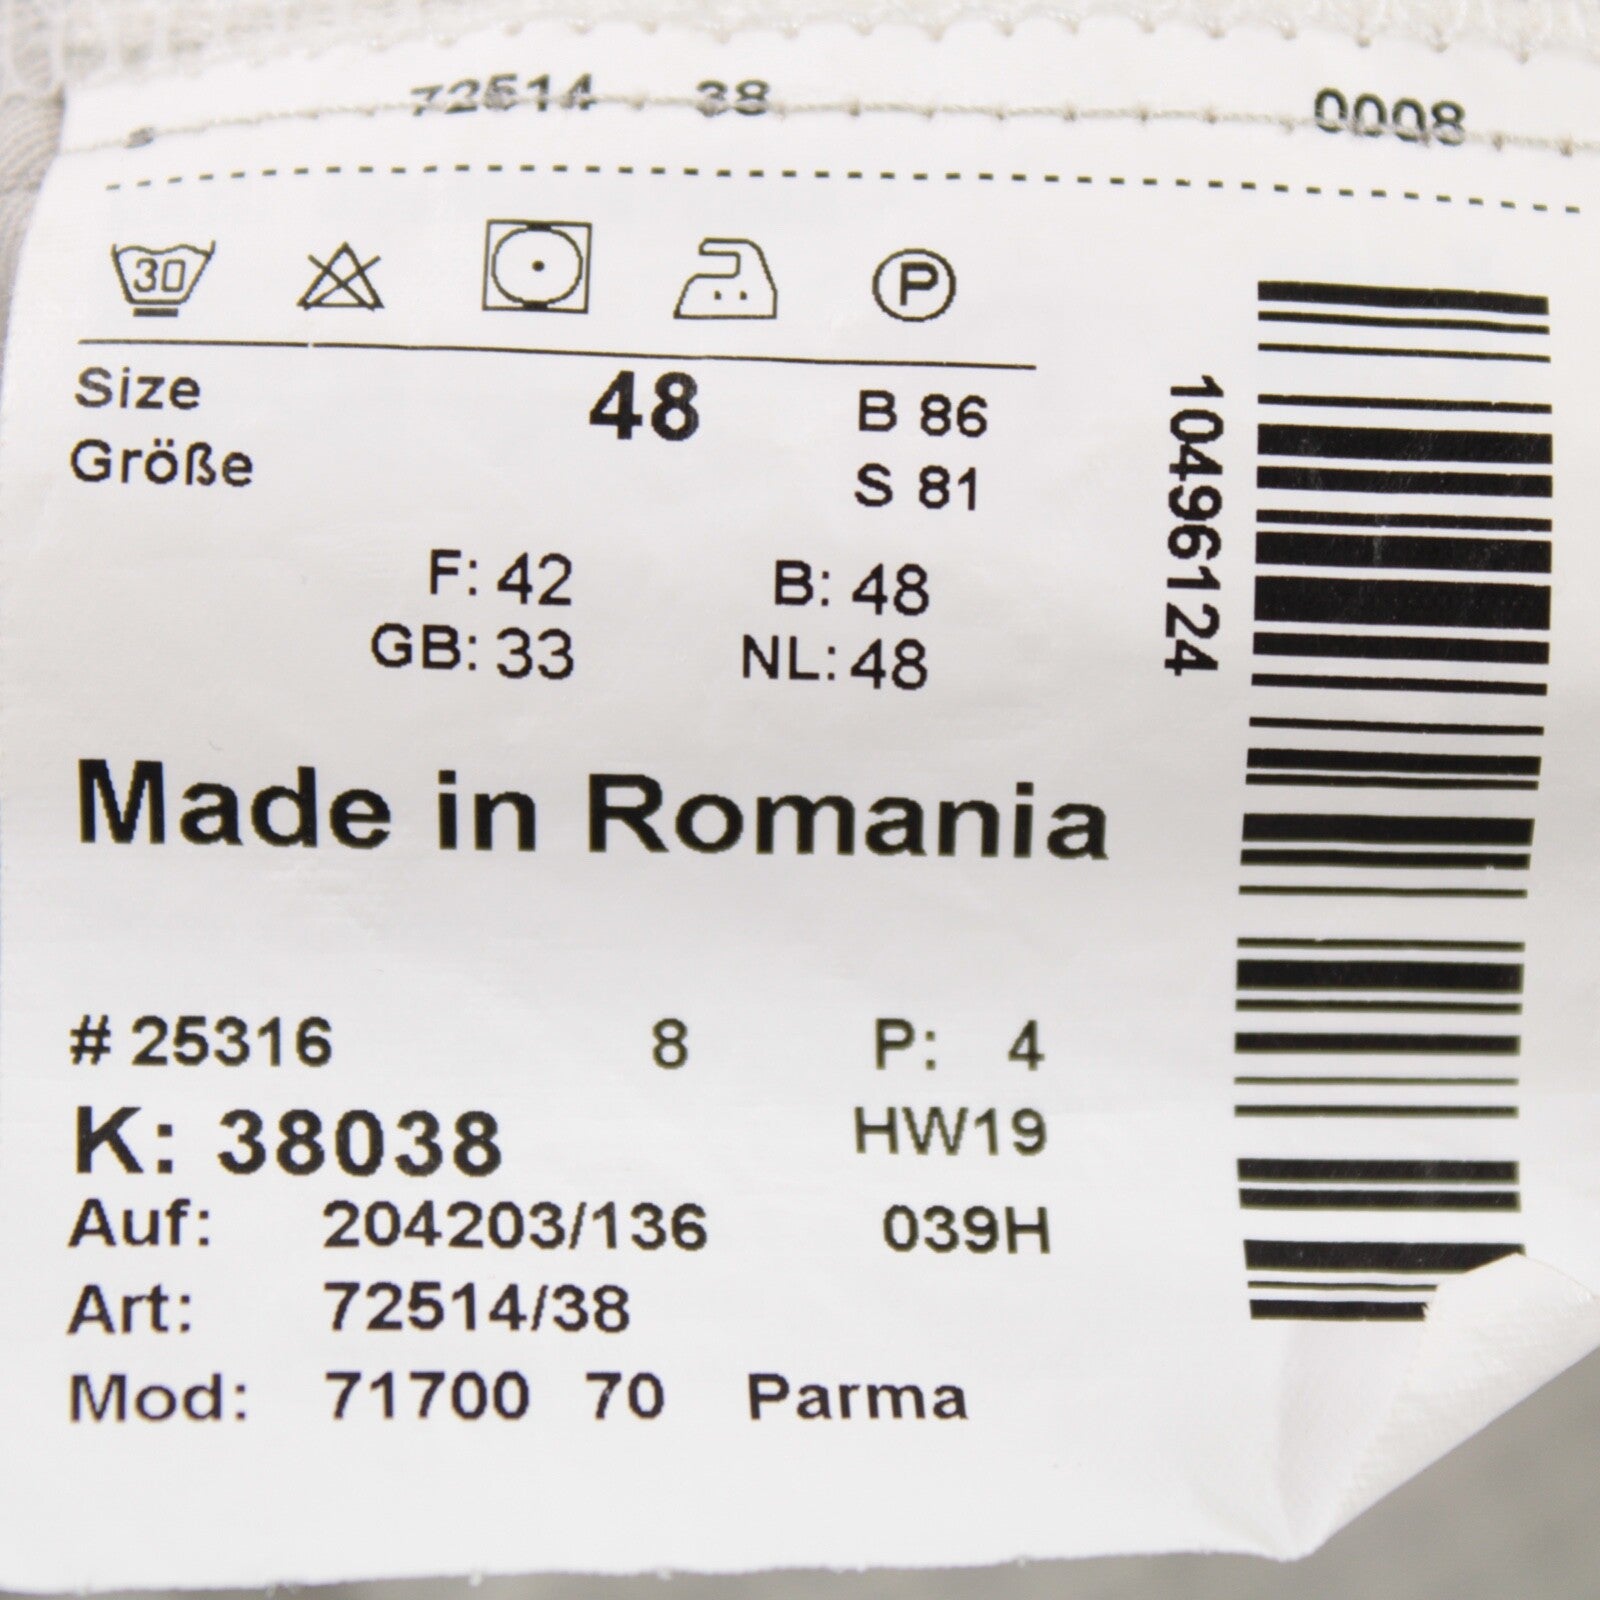 72514 38 0008
30 P
Size 48 B 86
Größe S 81
F: 42 B: 48
GB: 33 NL: 48
Made in Romania
# 25316 8 P: 4
K: 38038 HW19
Auf: 204203/136 039H
Art: 72514/38
Mod: 71700 70 Parma
10496124